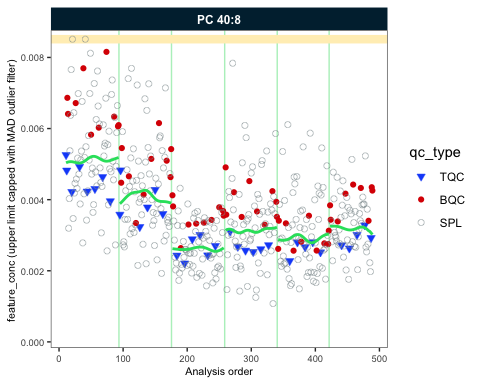 PC 40:8
feature_conc (upper limit capped with MAD outlier filter)
0.008
0.006
0.004
0.002
0.000
0
100
200
300
400
500
Analysis order
qc_type
TQC
BQC
SPL